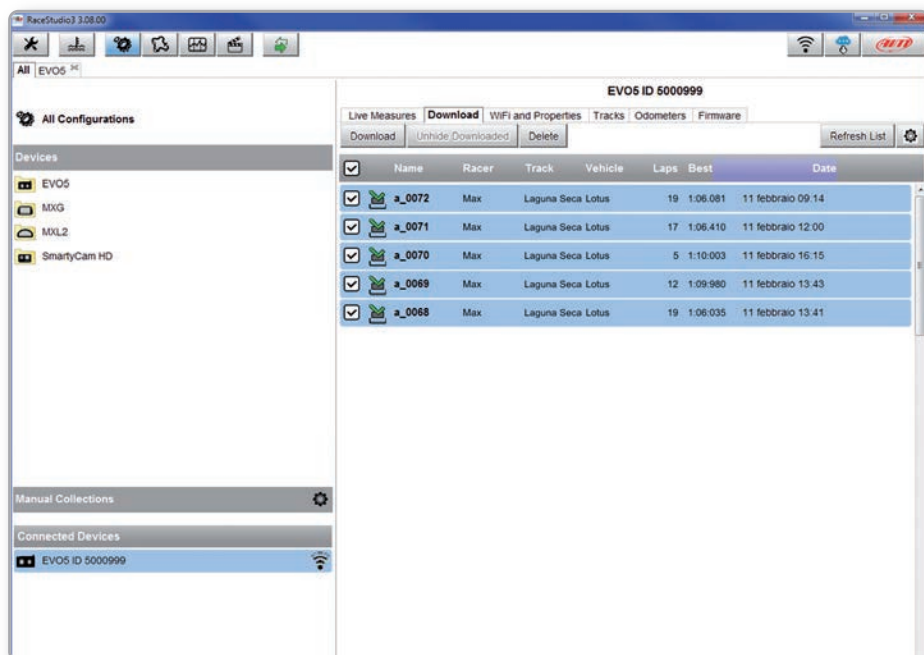 RaceStudio3 3.08.00
AiM
All EVO5
EVO5 ID 5000999
All Configurations
Live Measures Download WiFi and Properties Tracks Odometers Firmware
Download Unhide Downloaded Delete Refresh List
Devices
Name Racer Track Vehicle Laps Best Date
EVO5
MXG
MXL2
SmartyCam HD
a_0072 Max Laguna Seca Lotus 19 1:06.081 11 febbraio 09:14
a_0071 Max Laguna Seca Lotus 17 1:06.410 11 febbraio 12:00
a_0070 Max Laguna Seca Lotus 5 1:10:003 11 febbraio 16:15
a_0069 Max Laguna Seca Lotus 12 1:09:980 11 febbraio 13:43
a_0068 Max Laguna Seca Lotus 19 1:06:035 11 febbraio 13:41
Manual Collections
Connected Devices
EVO5 ID 5000999